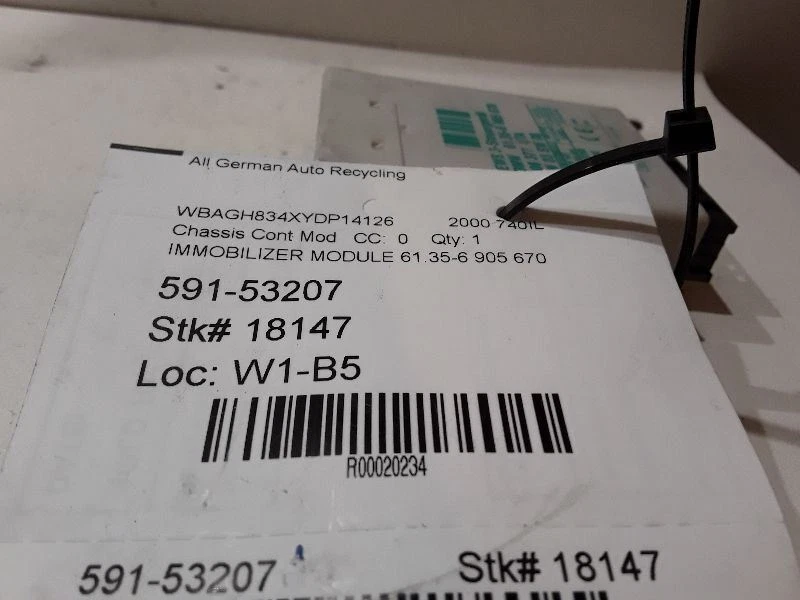 All German Auto Recycling
WBAGH834XYDP14126 2000 740IL
Chassis Cont Mod CC: 0 Qty: 1
IMMOBILIZER MODULE 61.35-6 905 670
591-53207
Stk# 18147
Loc: W1-B5
R00020234
591-53207 Stk# 18147